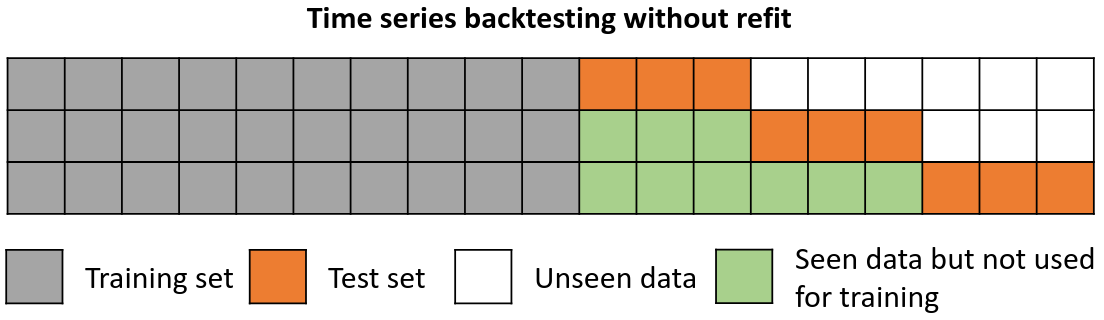 Time series backtesting without refit
Training set
Test set
Unseen data
Seen data but not used
for training